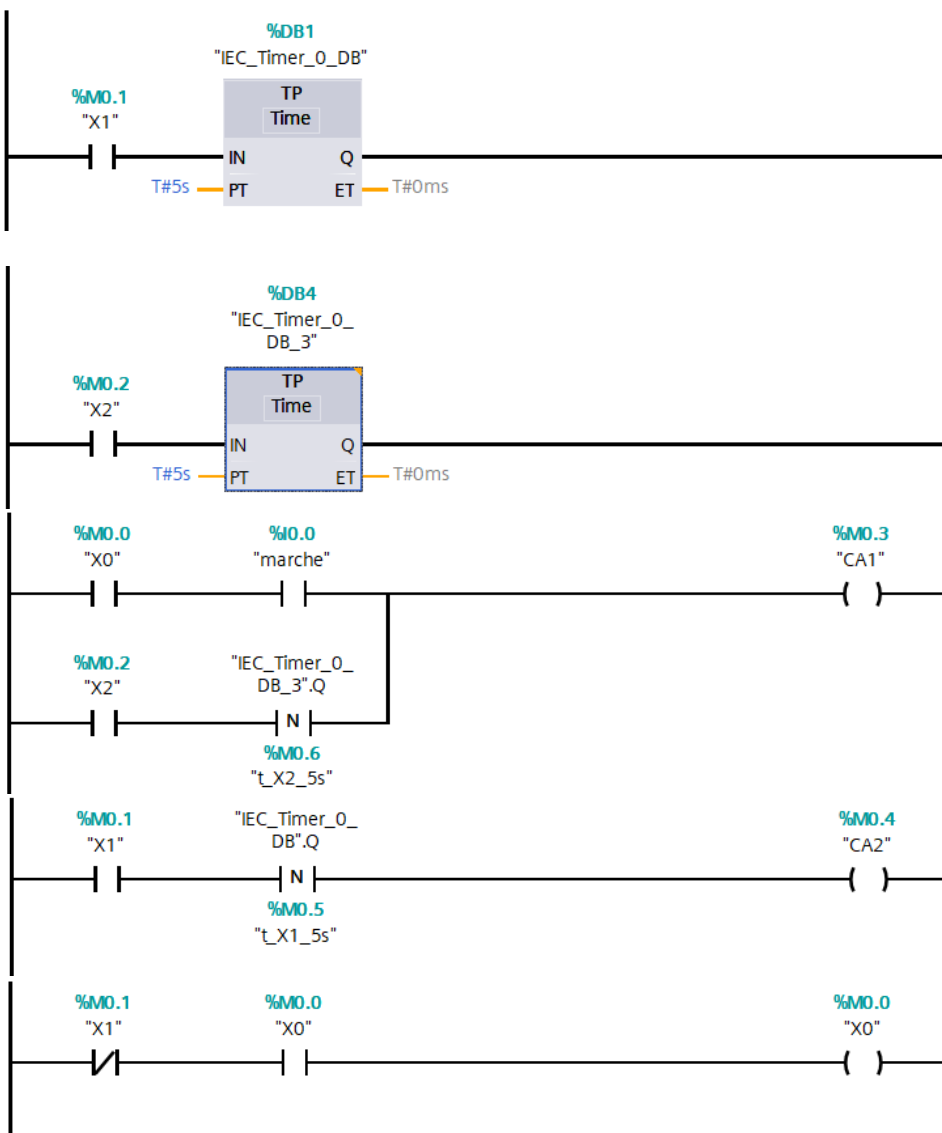 %DB1
"IEC_Timer_0_DB"
%M0.1
"X1"
TP
Time
IN Q
T#5s PT ET T#0ms
%DB4
"IEC_Timer_0_
DB_3"
%M0.2
"X2"
TP
Time
IN Q
T#5s PT ET T#0ms
%M0.0 %I0.0 %M0.3
"X0" "marche" "CA1"
%M0.2 "IEC_Timer_0_
"X2" DB_3".Q
N
%M0.6
"t_X2_5s"
%M0.1 "IEC_Timer_0_ %M0.4
"X1" DB".Q "CA2"
N
%M0.5
"t_X1_5s"
%M0.1 %M0.0 %M0.0
"X1" "X0" "X0"